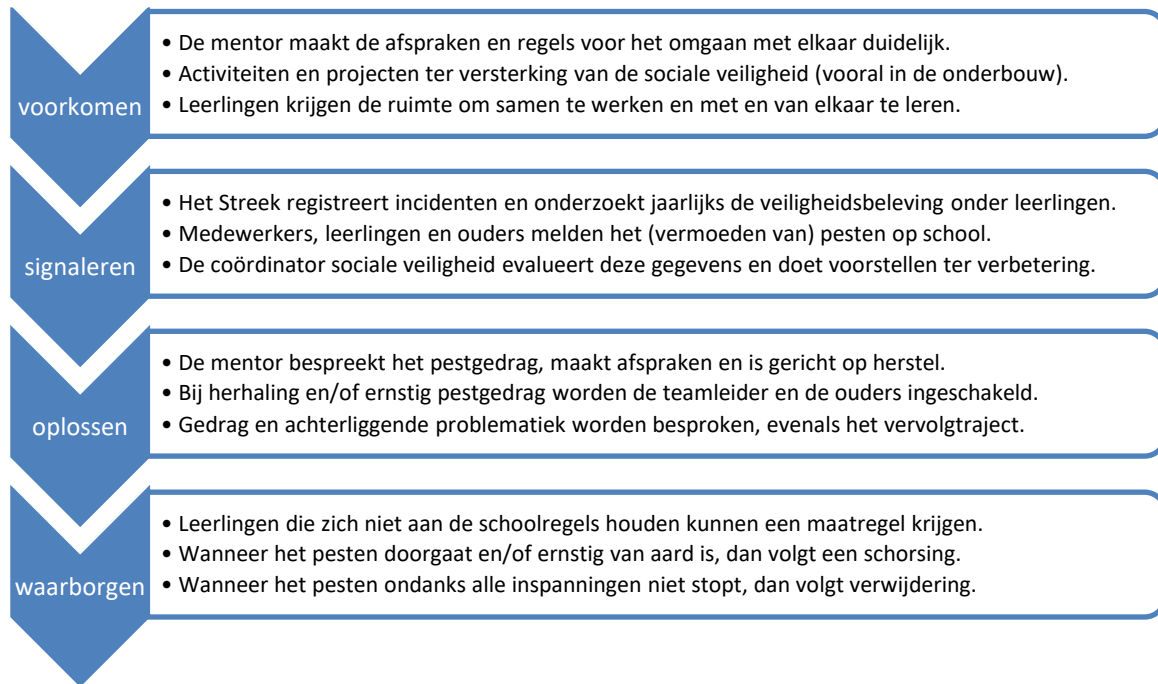 voorkomen
• De mentor maakt de afspraken en regels voor het omgaan met elkaar duidelijk.
• Activiteiten en projecten ter versterking van de sociale veiligheid (vooral in de onderbouw).
• Leerlingen krijgen de ruimte om samen te werken en met en van elkaar te leren.
signaleren
• Het Streek registreert incidenten en onderzoekt jaarlijks de veiligheidsbeleving onder leerlingen.
• Medewerkers, leerlingen en ouders melden het (vermoeden van) pesten op school.
• De coördinator sociale veiligheid evalueert deze gegevens en doet voorstellen ter verbetering.
oplossen
• De mentor bespreekt het pestgedrag, maakt afspraken en is gericht op herstel.
• Bij herhaling en/of ernstig pestgedrag worden de teamleider en de ouders ingeschakeld.
• Gedrag en achterliggende problematiek worden besproken, evenals het vervolgtraject.
waarborgen
• Leerlingen die zich niet aan de schoolregels houden kunnen een maatregel krijgen.
• Wanneer het pesten doorgaat en/of ernstig van aard is, dan volgt een schorsing.
• Wanneer het pesten ondanks alle inspanningen niet stopt, dan volgt verwijdering.